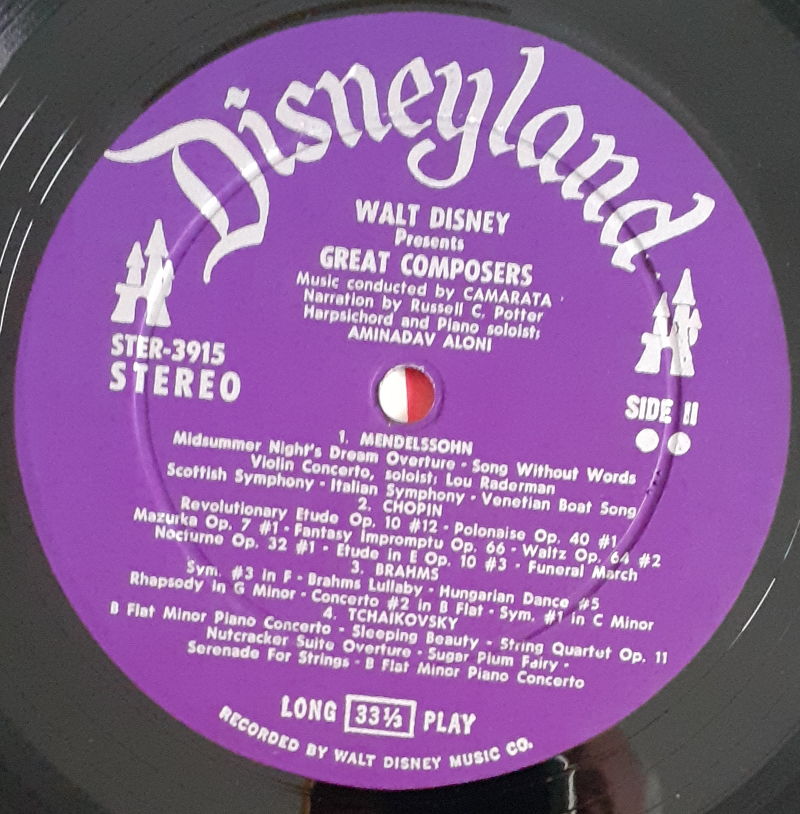 Disneyland
WALT DISNEY
Presents
GREAT COMPOSERS
Music conducted by CAMARATA
Narration by Russell C. Potter
Harpsichord and Piano soloist:
AMINADAV ALONI
STER-3915
STEREO
SIDE II
1. MENDELSSOHN
Midsummer Night's Dream Overture - Song Without Words
Violin Concerto, soloist: Lou Raderman
Scottish Symphony - Italian Symphony - Venetian Boat Song
2. CHOPIN
Revolutionary Etude Op. 10 #12 - Polonaise Op. 40 #1
Mazurka Op. 7 #1 - Fantasy Impromptu Op. 66 - Waltz Op. 64 #2
Nocturne Op. 32 #1 - Etude in E Op. 10 #3 - Funeral March
3. BRAHMS
Sym. #3 in F - Brahms Lullaby - Hungarian Dance #5
Rhapsody in G Minor - Concerto #2 in B Flat - Sym. #1 in C Minor
4. TCHAIKOVSKY
B Flat Minor Piano Concerto - Sleeping Beauty - String Quartet Op. 11
Nutcracker Suite Overture - Sugar Plum Fairy -
Serenade For Strings - B Flat Minor Piano Concerto
LONG 33⅓ PLAY
RECORDED BY WALT DISNEY MUSIC CO.